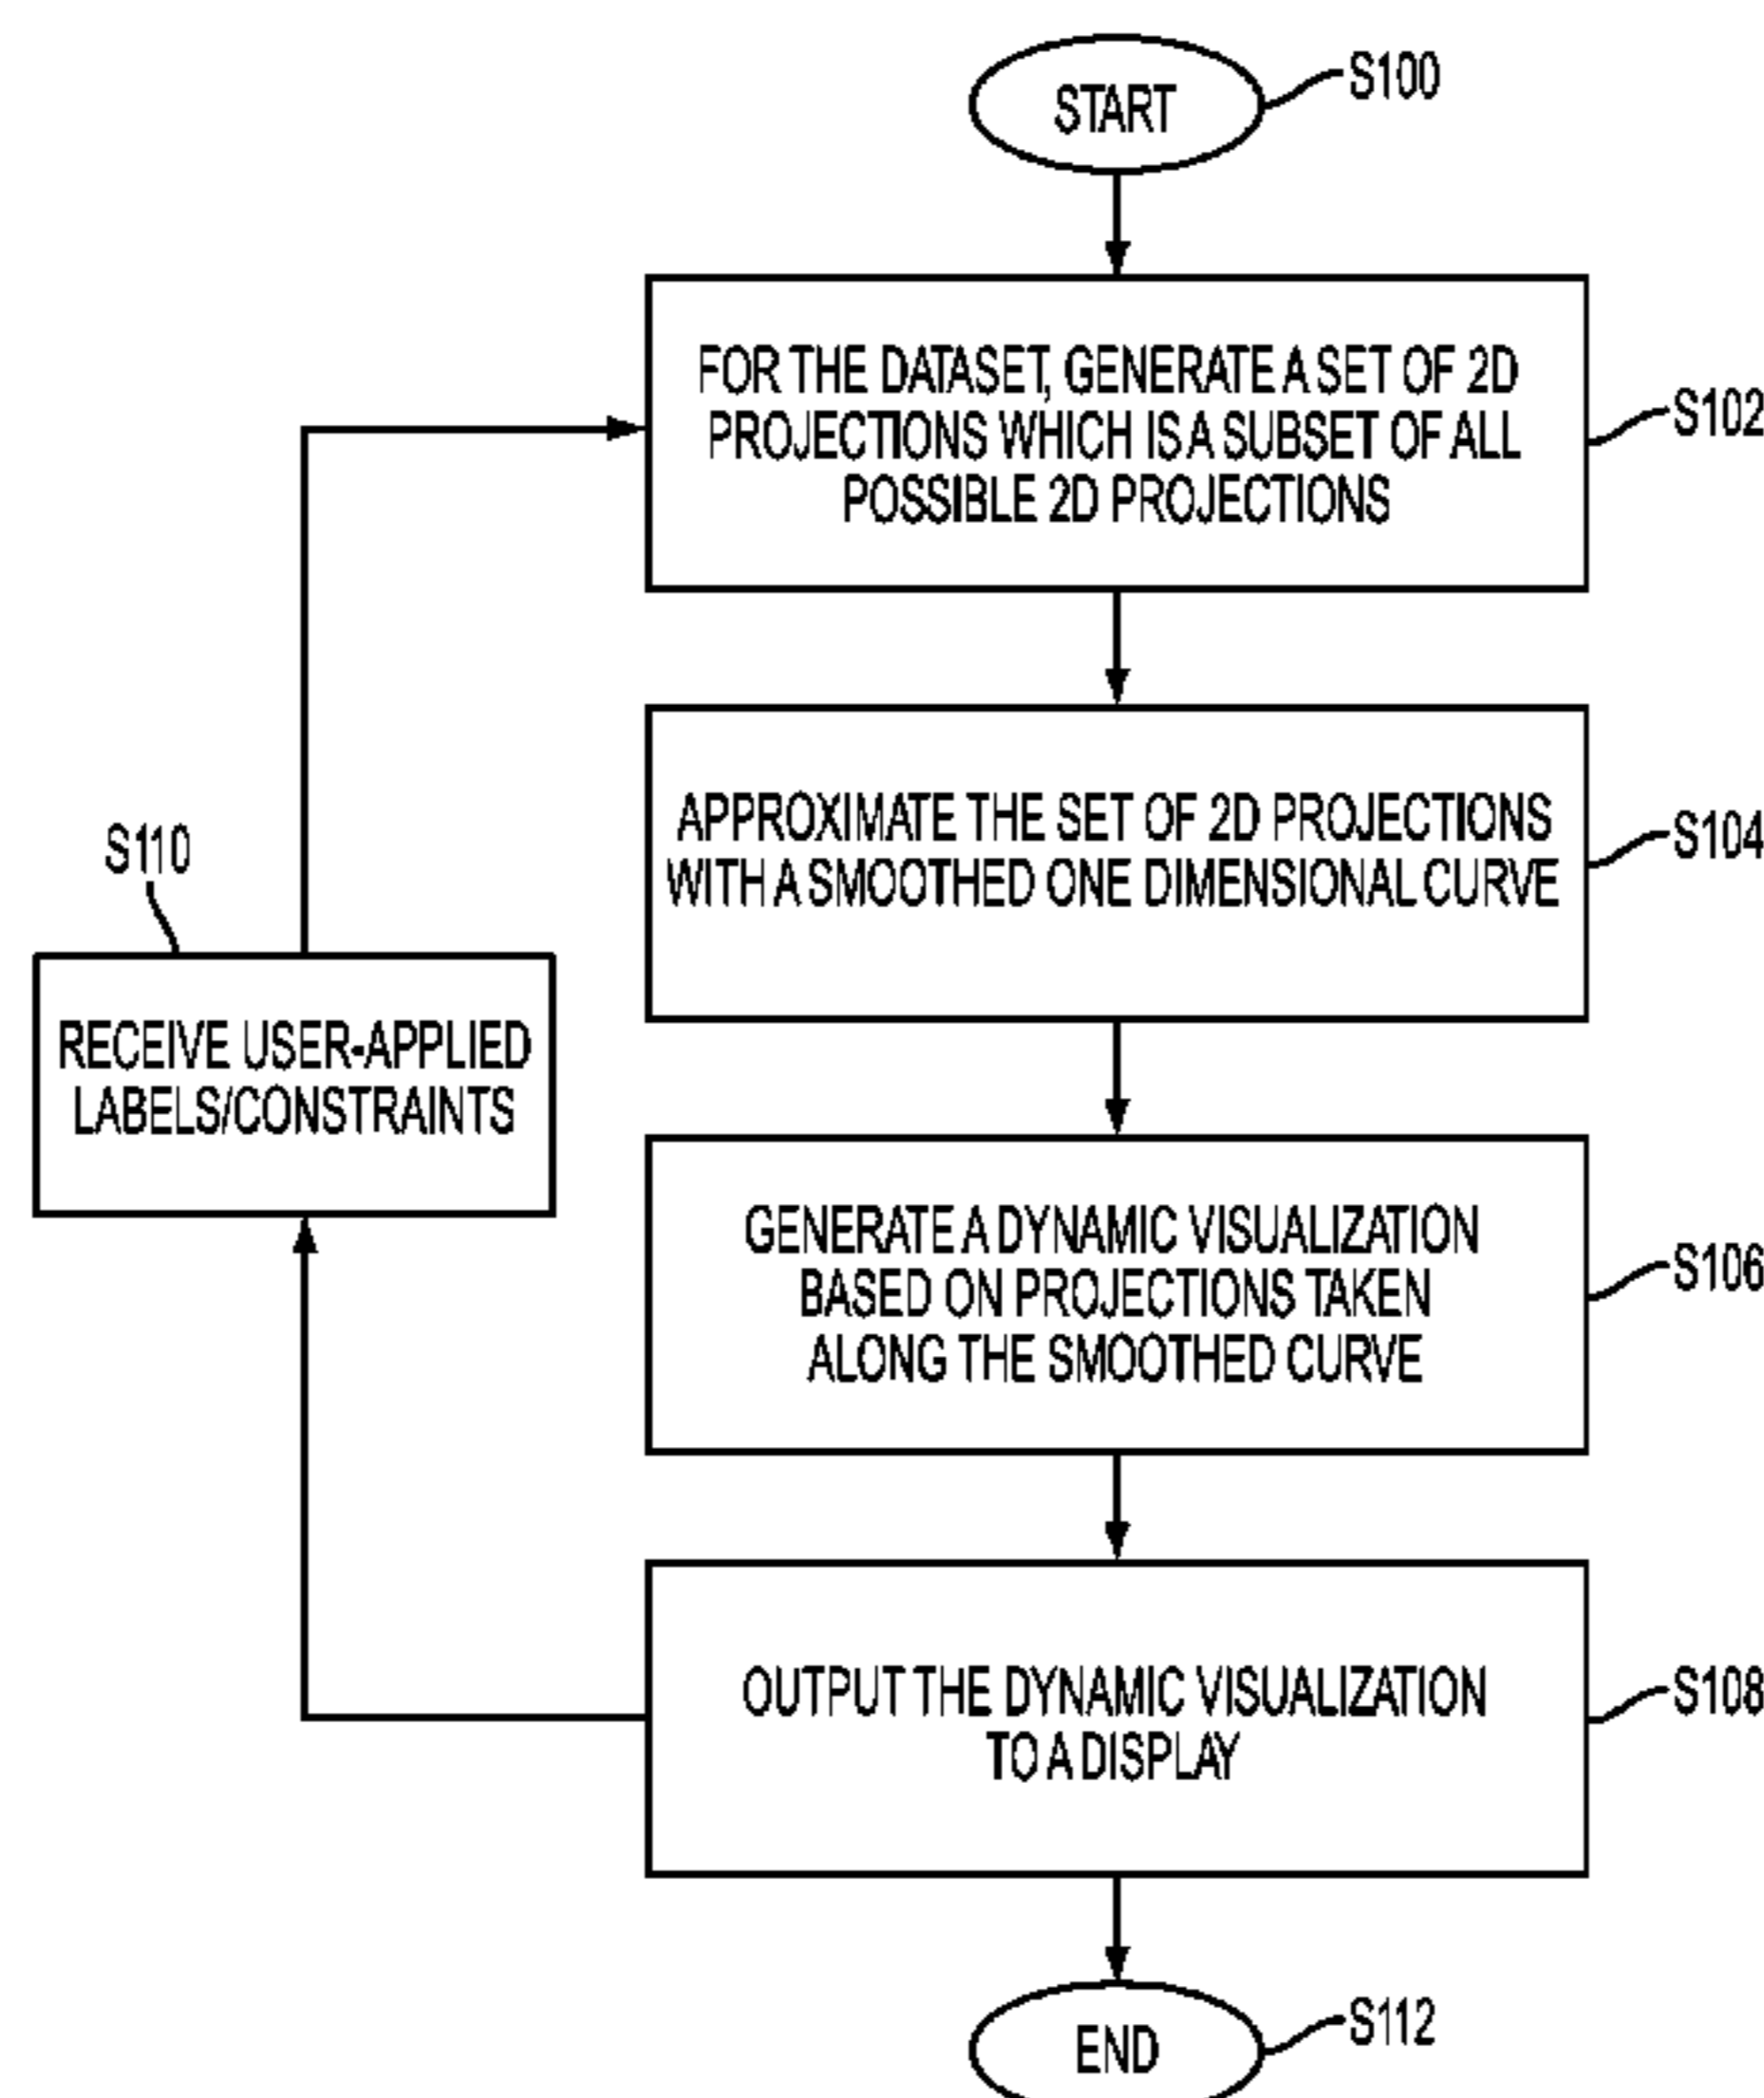 START
S100
FOR THE DATASET, GENERATE A SET OF 2D
PROJECTIONS WHICH IS A SUBSET OF ALL
POSSIBLE 2D PROJECTIONS
S102
APPROXIMATE THE SET OF 2D PROJECTIONS
WITH A SMOOTHED ONE DIMENSIONAL CURVE
S104
S110
RECEIVE USER-APPLIED
LABELS/CONSTRAINTS
GENERATE A DYNAMIC VISUALIZATION
BASED ON PROJECTIONS TAKEN
ALONG THE SMOOTHED CURVE
S106
OUTPUT THE DYNAMIC VISUALIZATION
TO A DISPLAY
S108
END
S112